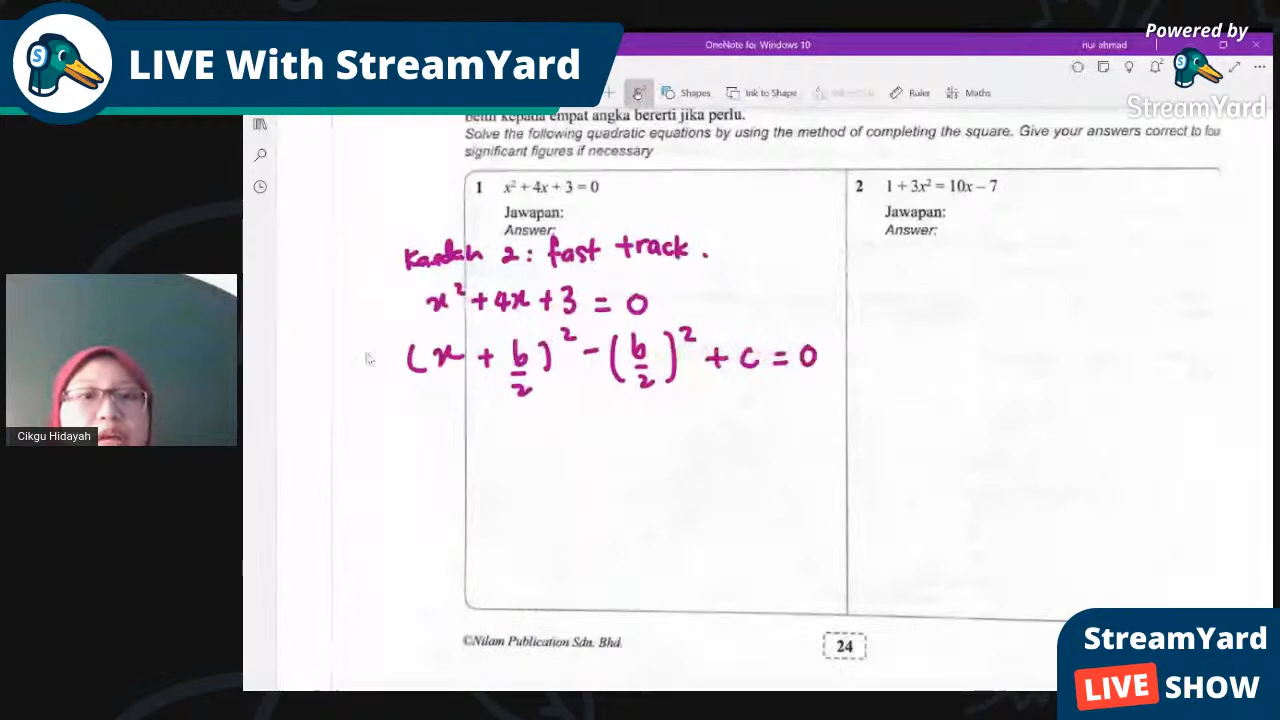 LIVE With StreamYard
Powered by
StreamYard
OneNote for Windows 10
nur ahmad
Shapes
Ink to Shape
Ruler
Maths
betul kepada empat angka bererti jika perlu.
Solve the following quadratic equations by using the method of completing the square. Give your answers correct to fou
significant figures if necessary
1 x² + 4x + 3 = 0
Jawapan:
Answer:
Kaedah 2 : fast track .
x² + 4x + 3 = 0
(x + b/2)² - (b/2)² + c = 0
2 1 + 3x² = 10x – 7
Jawapan:
Answer:
Cikgu Hidayah
©Nilam Publication Sdn. Bhd.
24
StreamYard
LIVE SHOW